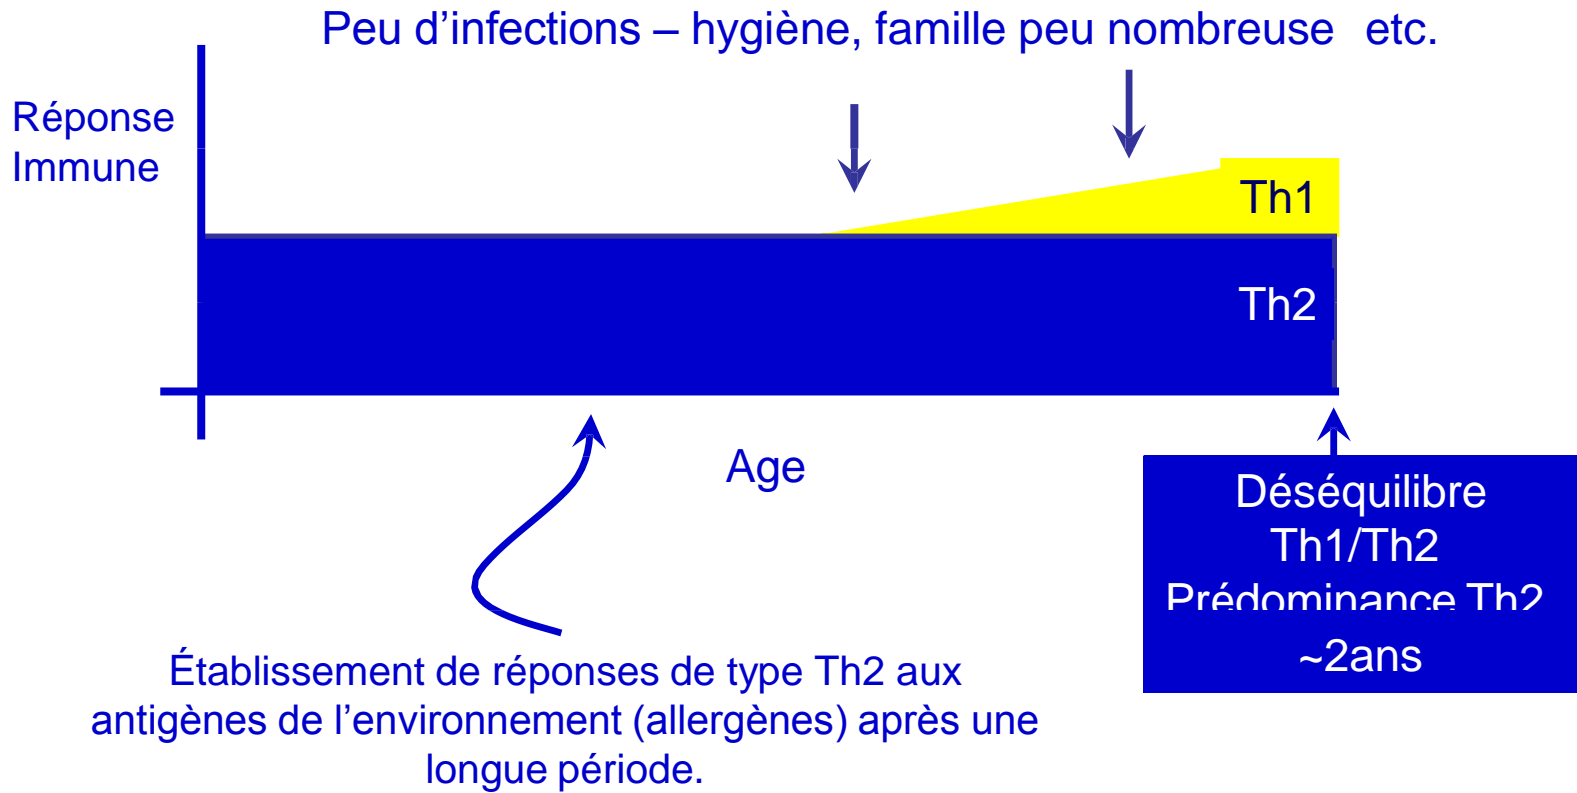 Peu d’infections – hygiène, famille peu nombreuse etc.
Réponse
Immune
Th1
Th2
Age
Déséquilibre
Th1/Th2
Prédominance Th2
~2ans
Établissement de réponses de type Th2 aux
antigènes de l’environnement (allergènes) après une
longue période.